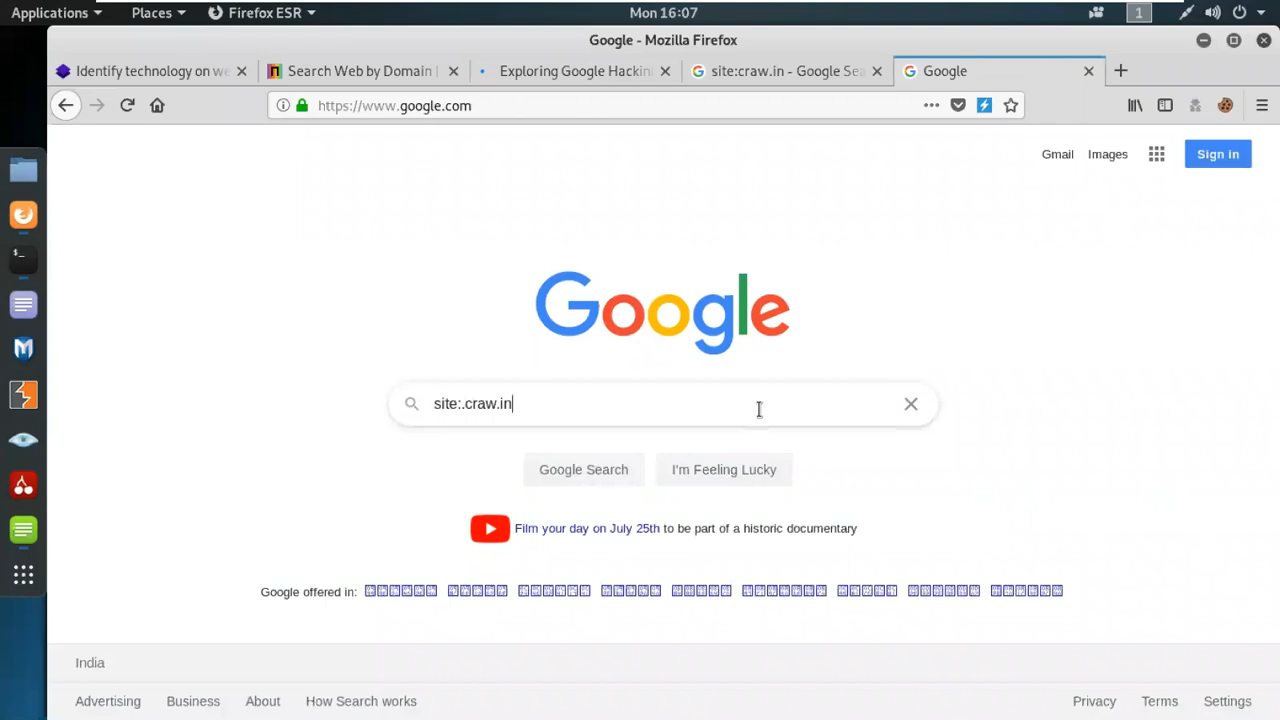 Applications Places Firefox ESR Mon 16:07 1
Google - Mozilla Firefox
Identify technology on we Search Web by Domain | Exploring Google Hackin site:craw.in - Google Sea Google
https://www.google.com
Gmail Images Sign in
Google
site:.craw.in
Google Search I'm Feeling Lucky
Film your day on July 25th to be part of a historic documentary
Google offered in:
India
Advertising Business About How Search works Privacy Terms Settings